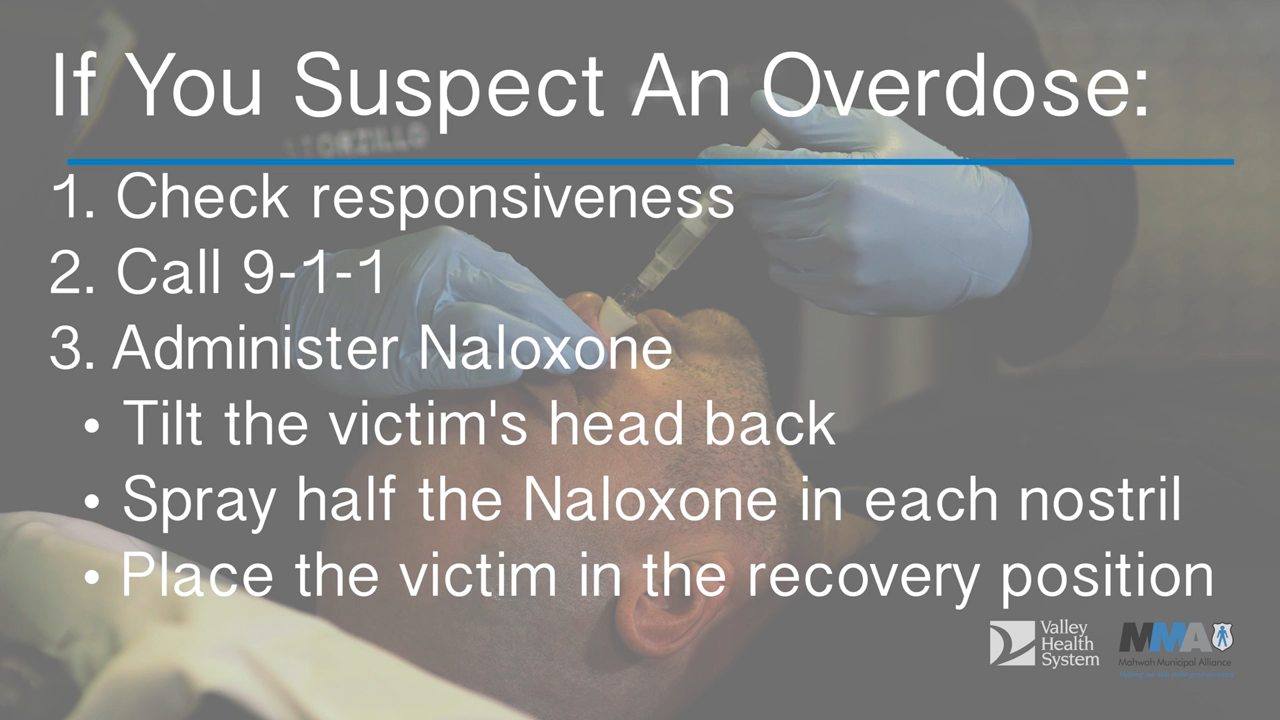 If You Suspect An Overdose:
1. Check responsiveness
2. Call 9-1-1
3. Administer Naloxone
• Tilt the victim's head back
• Spray half the Naloxone in each nostril
• Place the victim in the recovery position
Valley
Health
System
MMA
Mahwah Municipal Alliance